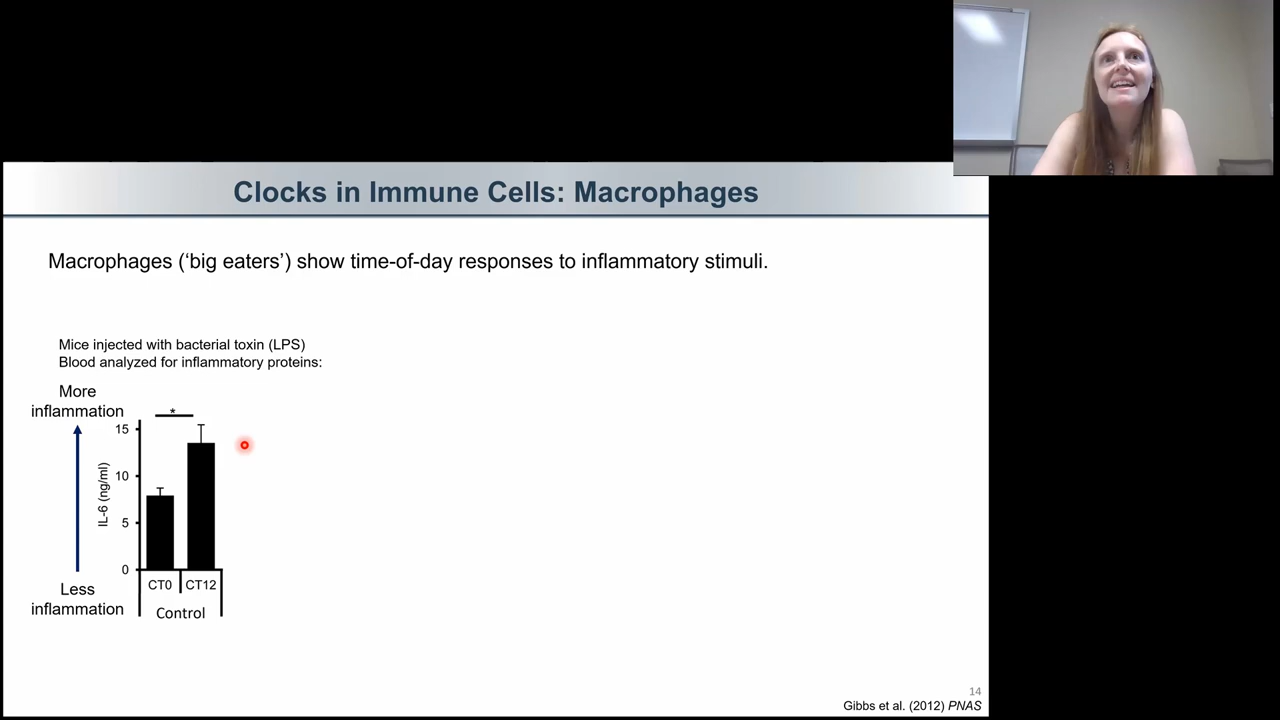 Clocks in Immune Cells: Macrophages
Macrophages (‘big eaters’) show time-of-day responses to inflammatory stimuli.
Mice injected with bacterial toxin (LPS)
Blood analyzed for inflammatory proteins:
More
inflammation
*
15
10
5
0
IL-6 (ng/ml)
Less
inflammation
CT0 CT12
Control
14
Gibbs et al. (2012) PNAS